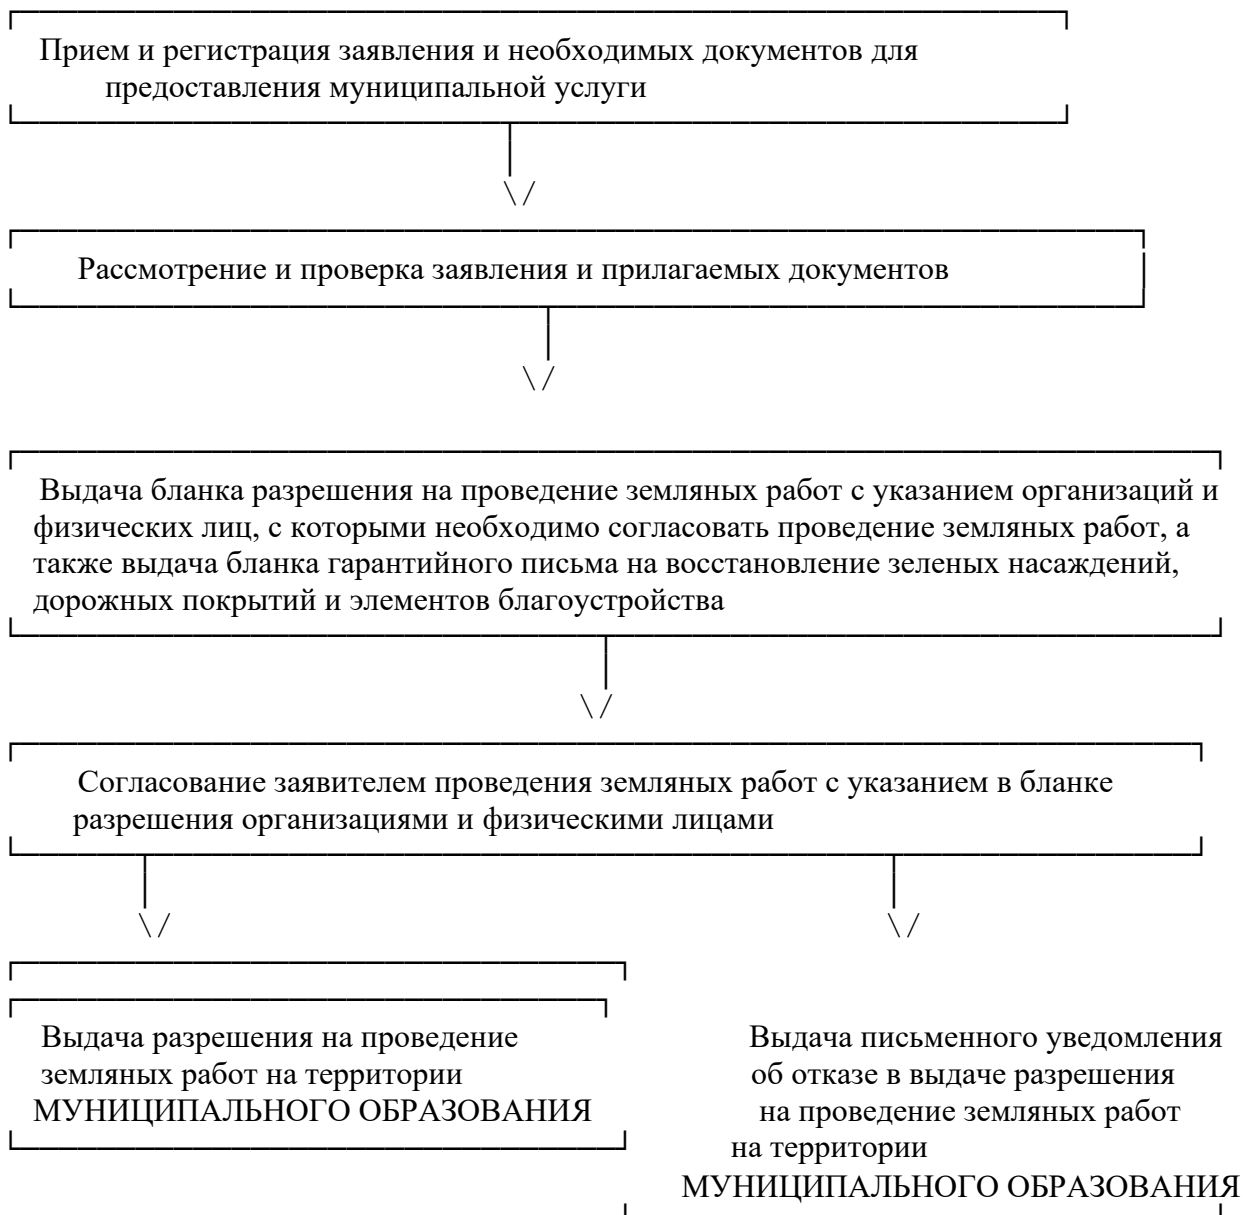 Прием и регистрация заявления и необходимых документов для
предоставления муниципальной услуги
Рассмотрение и проверка заявления и прилагаемых документов
Выдача бланка разрешения на проведение земляных работ с указанием организаций и
физических лиц, с которыми необходимо согласовать проведение земляных работ, а
также выдача бланка гарантийного письма на восстановление зеленых насаждений,
дорожных покрытий и элементов благоустройства
Согласование заявителем проведения земляных работ с указанием в бланке
разрешения организациями и физическими лицами
Выдача разрешения на проведение
земляных работ на территории
МУНИЦИПАЛЬНОГО ОБРАЗОВАНИЯ
Выдача письменного уведомления
об отказе в выдаче разрешения
на проведение земляных работ
на территории
МУНИЦИПАЛЬНОГО ОБРАЗОВАНИЯ